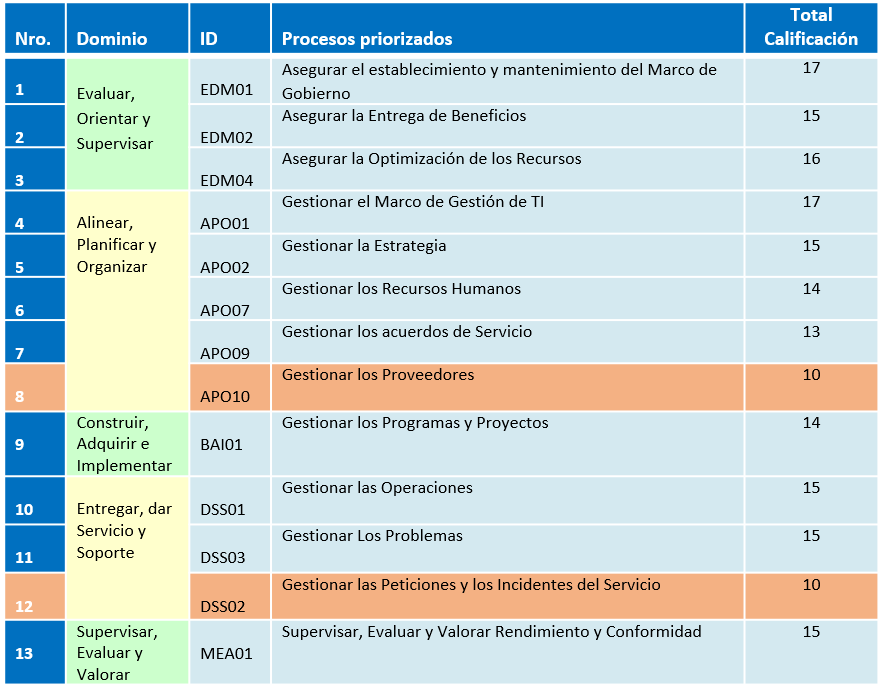 Nro. Dominio ID Procesos priorizados Total Calificación
1 Evaluar, Orientar y Supervisar EDM01 Asegurar el establecimiento y mantenimiento del Marco de Gobierno 17
2 EDM02 Asegurar la Entrega de Beneficios 15
3 EDM04 Asegurar la Optimización de los Recursos 16
4 Alinear, Planificar y Organizar APO01 Gestionar el Marco de Gestión de TI 17
5 APO02 Gestionar la Estrategia 15
6 APO07 Gestionar los Recursos Humanos 14
7 APO09 Gestionar los acuerdos de Servicio 13
8 APO10 Gestionar los Proveedores 10
9 Construir, Adquirir e Implementar BAI01 Gestionar los Programas y Proyectos 14
10 Entregar, dar Servicio y Soporte DSS01 Gestionar las Operaciones 15
11 DSS03 Gestionar Los Problemas 15
12 DSS02 Gestionar las Peticiones y los Incidentes del Servicio 10
13 Supervisar, Evaluar y Valorar MEA01 Supervisar, Evaluar y Valorar Rendimiento y Conformidad 15